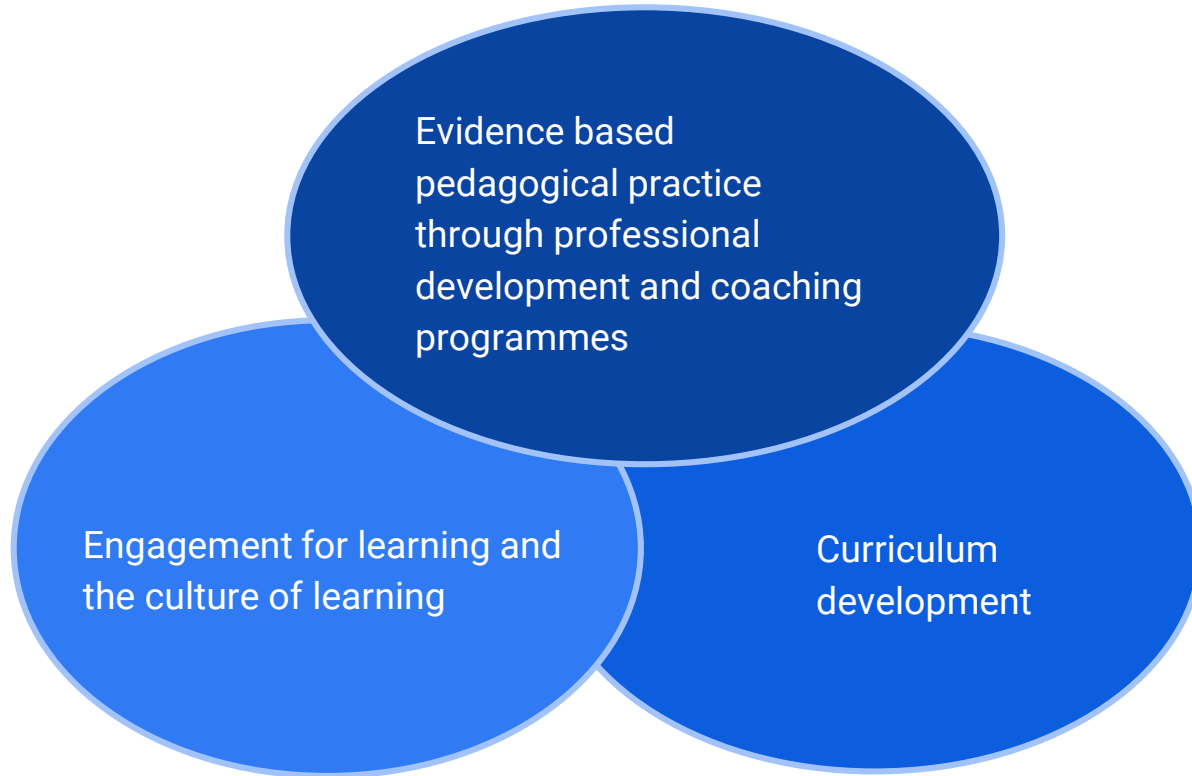 Evidence based
pedagogical practice
through professional
development and coaching
programmes
Engagement for learning and
the culture of learning
Curriculum
development